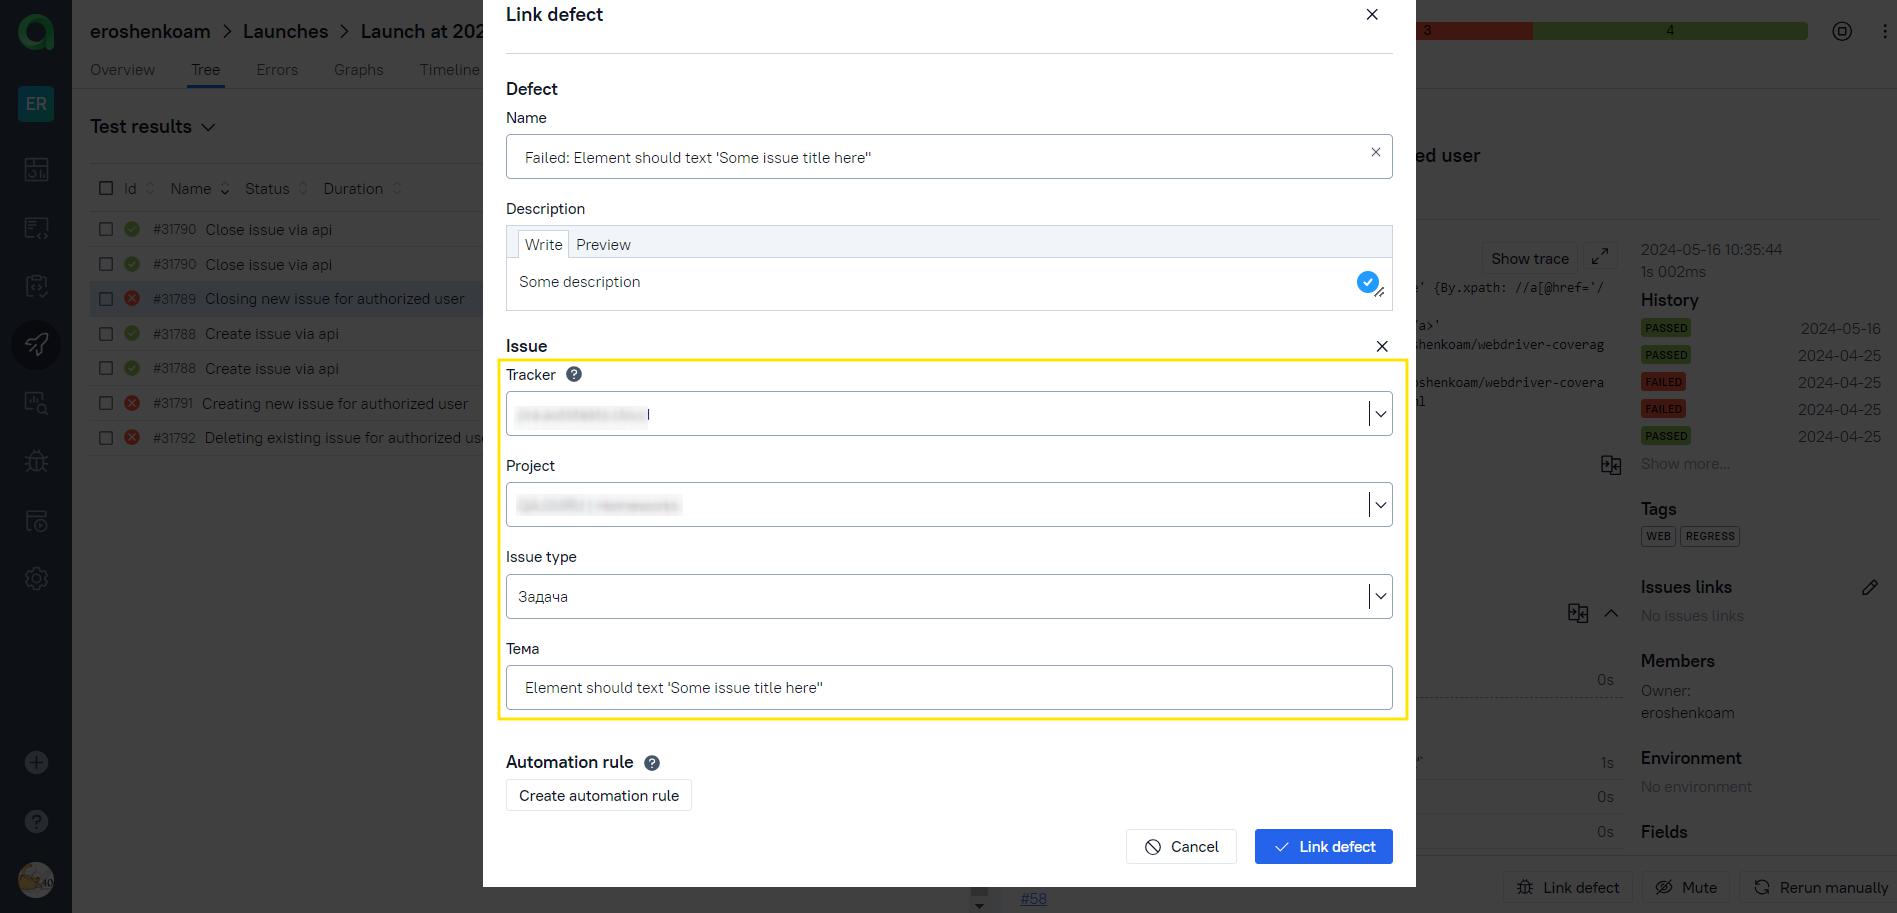 eroshenkoam > Launches > Launch at 202
Overview Tree Errors Graphs Timeline
ER
Test results
Id Name Status Duration
#31790 Close issue via api
#31790 Close issue via api
#31789 Closing new issue for authorized user
#31788 Create issue via api
#31788 Create issue via api
#31791 Creating new issue for authorized user
#31792 Deleting existing issue for authorized use
40
Link defect
Defect
Name
Failed: Element should text 'Some issue title here"
Description
Write Preview
Some description
Issue
Tracker
Project
Issue type
Задача
Тема
Element should text 'Some issue title here"
Automation rule
Create automation rule
Cancel Link defect
3 4
ed user
Show trace
e' {By.xpath: //a[@href='/
/a>'
shenkoam/webdriver-coverag
roshenkoam/webdriver-covera
ml
0s
1s
0s
0s
#58
2024-05-16 10:35:44
1s 002ms
History
PASSED 2024-05-16
PASSED 2024-04-25
FAILED 2024-04-25
FAILED 2024-04-25
PASSED 2024-04-25
Show more...
Tags
WEB REGRESS
Issues links
No issues links
Members
Owner:
eroshenkoam
Environment
No environment
Fields
Link defect Mute Rerun manually